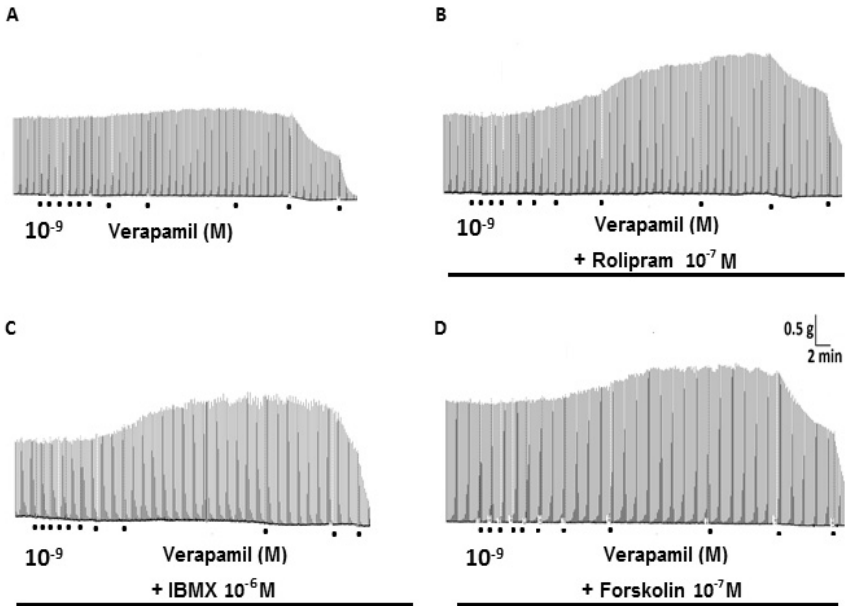 A
10⁻⁹ Verapamil (M)
B
10⁻⁹ Verapamil (M)
+ Rolipram 10⁻⁷ M
C
10⁻⁹ Verapamil (M)
+ IBMX 10⁻⁶ M
D
0.5 g
2 min
10⁻⁹ Verapamil (M)
+ Forskolin 10⁻⁷ M